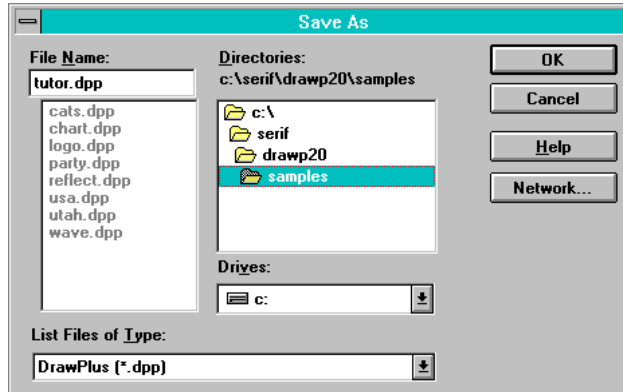 Save As
File Name:
tutor.dpp
cats.dpp
chart.dpp
logo.dpp
party.dpp
reflect.dpp
usa.dpp
utah.dpp
wave.dpp
Directories:
c:\serif\drawp20\samples
c:\
serif
drawp20
samples
Drives:
c:
List Files of Type:
DrawPlus (*.dpp)
OK
Cancel
Help
Network...